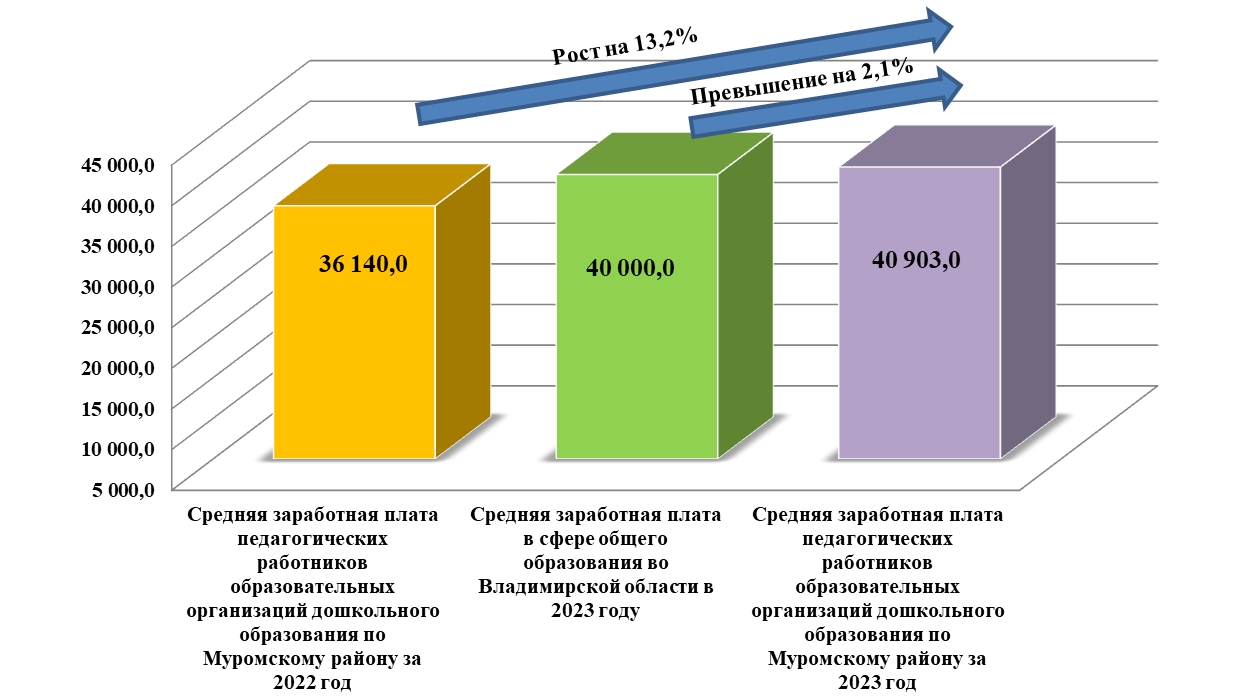 Рост на 13,2%
Превышение на 2,1%
45 000,0
40 000,0
35 000,0
30 000,0
25 000,0
20 000,0
15 000,0
10 000,0
5 000,0
36 140,0
40 000,0
40 903,0
Средняя заработная плата
педагогических
работников
образовательных
организаций дошкольного
образования по
Муромскому району за
2022 год
Средняя заработная плата
в сфере общего
образования во
Владимирской области в
2023 году
Средняя заработная плата
педагогических
работников
образовательных
организаций дошкольного
образования по
Муромскому району за
2023 год